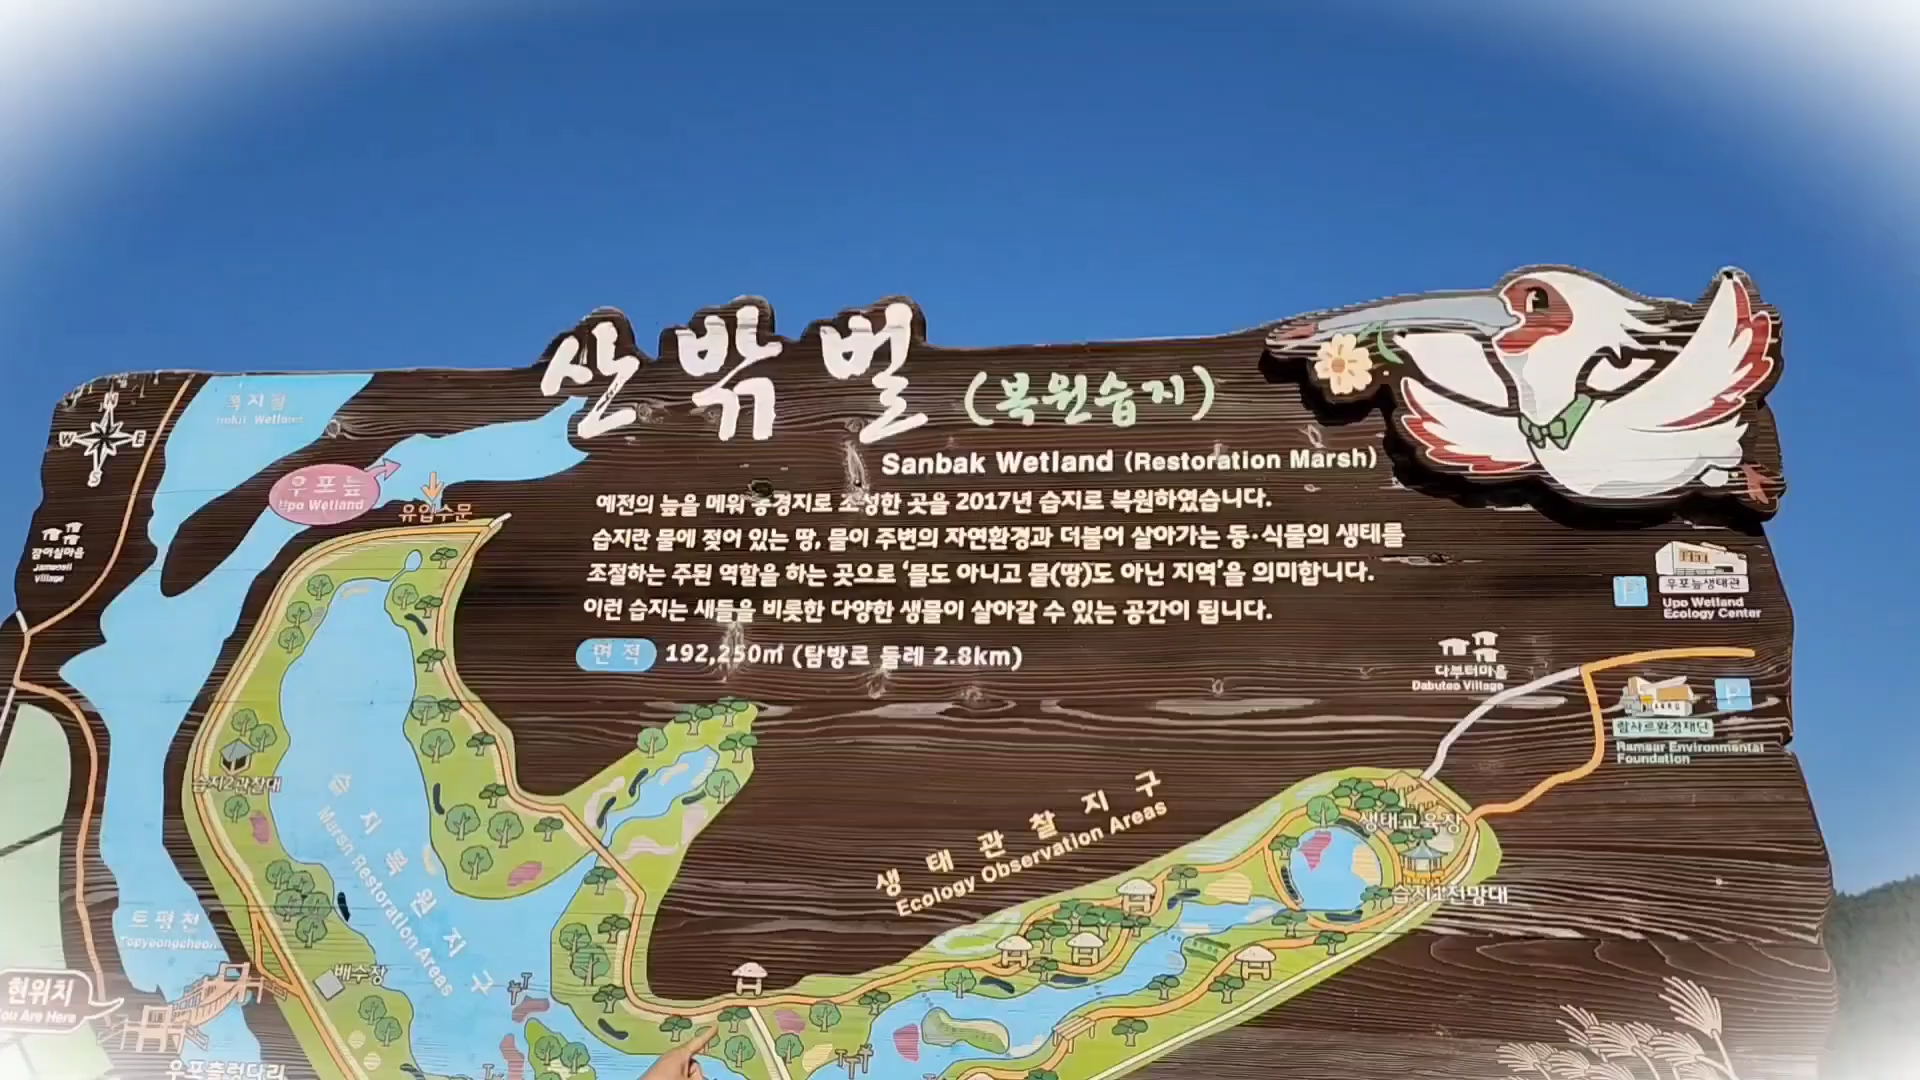 산밖벌 (복원습지)
Sanbak Wetland (Restoration Marsh)
예전의 늪을 메워 농경지로 조성한 곳을 2017년 습지로 복원하였습니다.
습지란 물에 젖어 있는 땅, 물이 주변의 자연환경과 더불어 살아가는 동·식물의 생태를
조절하는 주된 역할을 하는 곳으로 '물도 아니고 물(땅)도 아닌 지역'을 의미합니다.
이런 습지는 새들을 비롯한 다양한 생물이 살아갈 수 있는 공간이 됩니다.
면적 192,250㎡ (탐방로 둘레 2.8km)
N
W E
S
쪽지벌
Wetland
우포늪
Upo Wetland
유입수문
잠어실마을
Village
우포늪생태관
Upo Wetland
Ecology Center
P
다부터마을
Dabuteo Village
람사르환경재단
Ramsar Environmental
Foundation
P
습지2관찰대
습지복원지구
Marsh Restoration Areas
생태관찰지구
Ecology Observation Areas
생태교육장
습지1전망대
토평천
Topyeongcheon
배수장
현위치
You Are Here
우포출렁다리